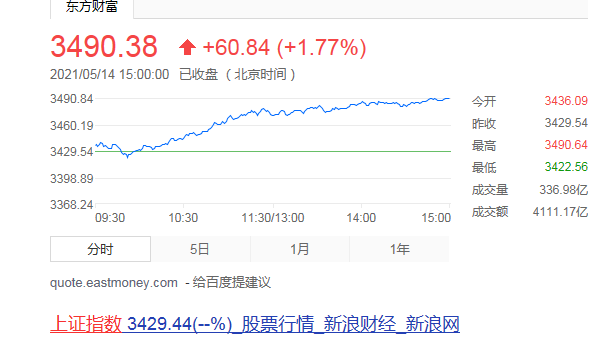 东方财富
3490.38 +60.84 (+1.77%)
2021/05/14 15:00:00 已收盘 (北京时间)
3490.84
3460.19
3429.54
3398.89
3368.24
09:30 10:30 11:30/13:00 14:00 15:00
今开 3436.09
昨收 3429.54
最高 3490.64
最低 3422.56
成交量 336.98亿
成交额 4111.17亿
分时 5日 1月 1年
quote.eastmoney.com - 给百度提建议
上证指数 3429.44(--%)_股票行情_新浪财经_新浪网